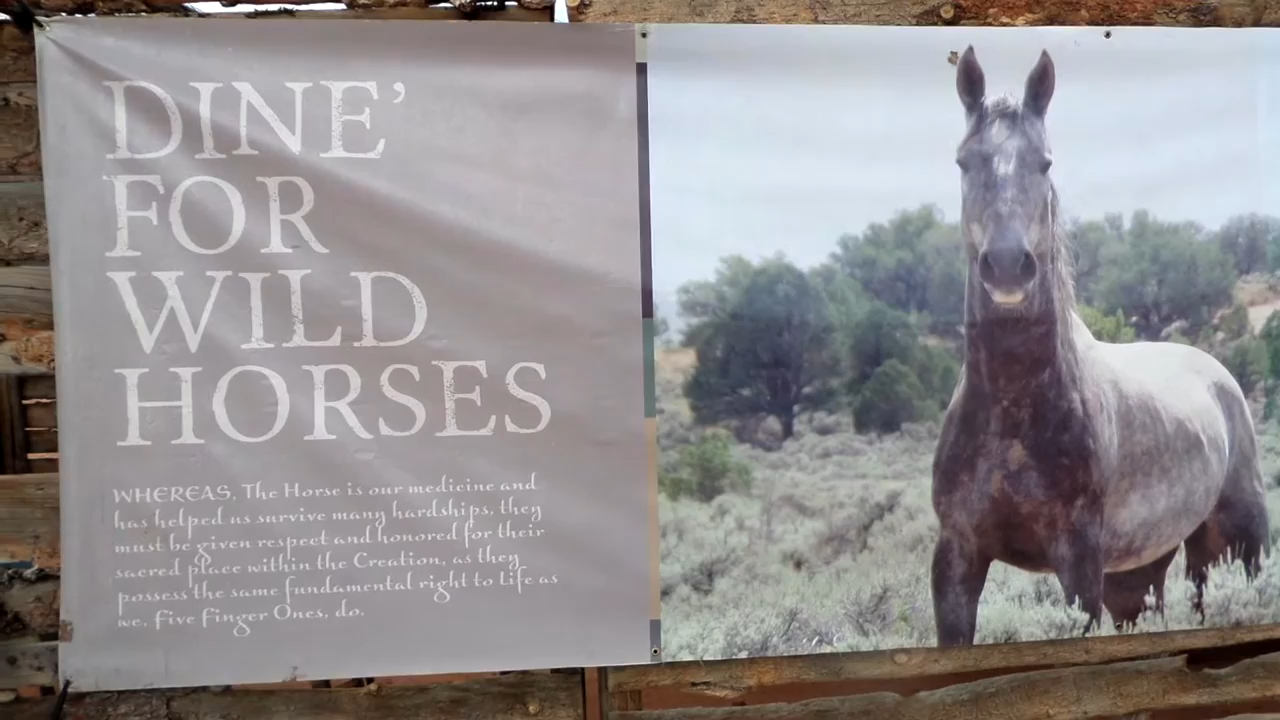 DINE’
FOR
WILD
HORSES
WHEREAS, The Horse is our medicine and
has helped us survive many hardships, they
must be given respect and honored for their
sacred place within the Creation, as they
possess the same fundamental right to Life as
we, Five Finger Ones, do.